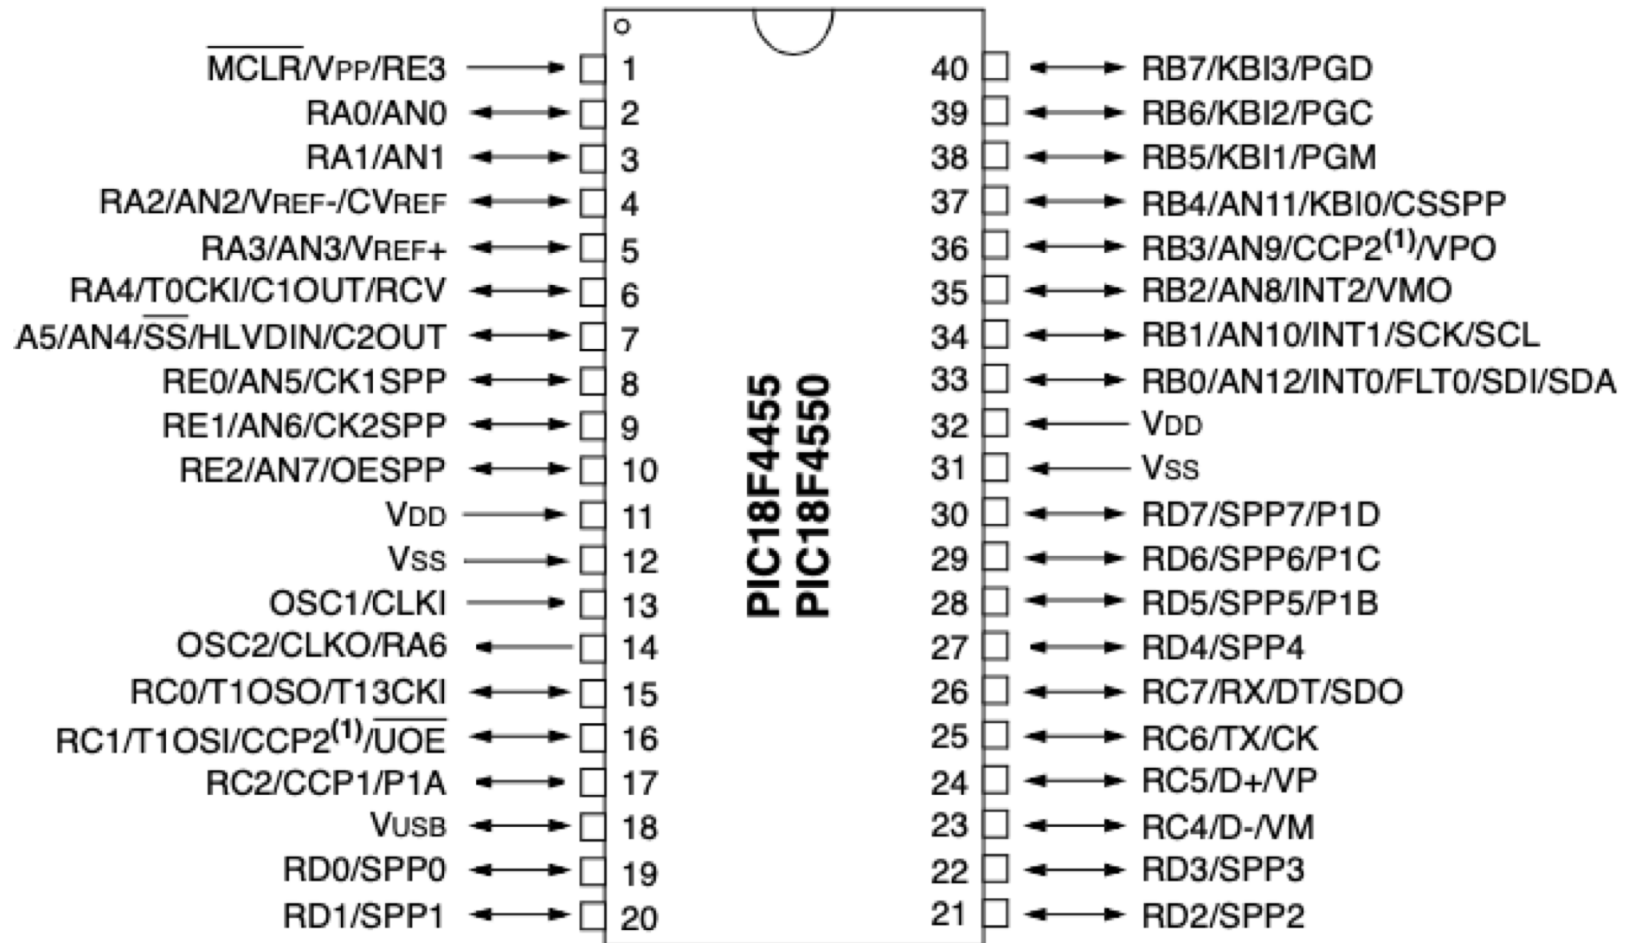 MCLR/VPP/RE3 1
RA0/AN0 2
RA1/AN1 3
RA2/AN2/VREF-/CVREF 4
RA3/AN3/VREF+ 5
RA4/T0CKI/C1OUT/RCV 6
A5/AN4/SS/HLVDIN/C2OUT 7
RE0/AN5/CK1SPP 8
RE1/AN6/CK2SPP 9
RE2/AN7/OESPP 10
VDD 11
VSS 12
OSC1/CLKI 13
OSC2/CLKO/RA6 14
RC0/T1OSO/T13CKI 15
RC1/T1OSI/CCP2(1)/UOE 16
RC2/CCP1/P1A 17
VUSB 18
RD0/SPP0 19
RD1/SPP1 20
PIC18F4455
PIC18F4550
40 RB7/KBI3/PGD
39 RB6/KBI2/PGC
38 RB5/KBI1/PGM
37 RB4/AN11/KBI0/CSSPP
36 RB3/AN9/CCP2(1)/VPO
35 RB2/AN8/INT2/VMO
34 RB1/AN10/INT1/SCK/SCL
33 RB0/AN12/INT0/FLT0/SDI/SDA
32 VDD
31 VSS
30 RD7/SPP7/P1D
29 RD6/SPP6/P1C
28 RD5/SPP5/P1B
27 RD4/SPP4
26 RC7/RX/DT/SDO
25 RC6/TX/CK
24 RC5/D+/VP
23 RC4/D-/VM
22 RD3/SPP3
21 RD2/SPP2